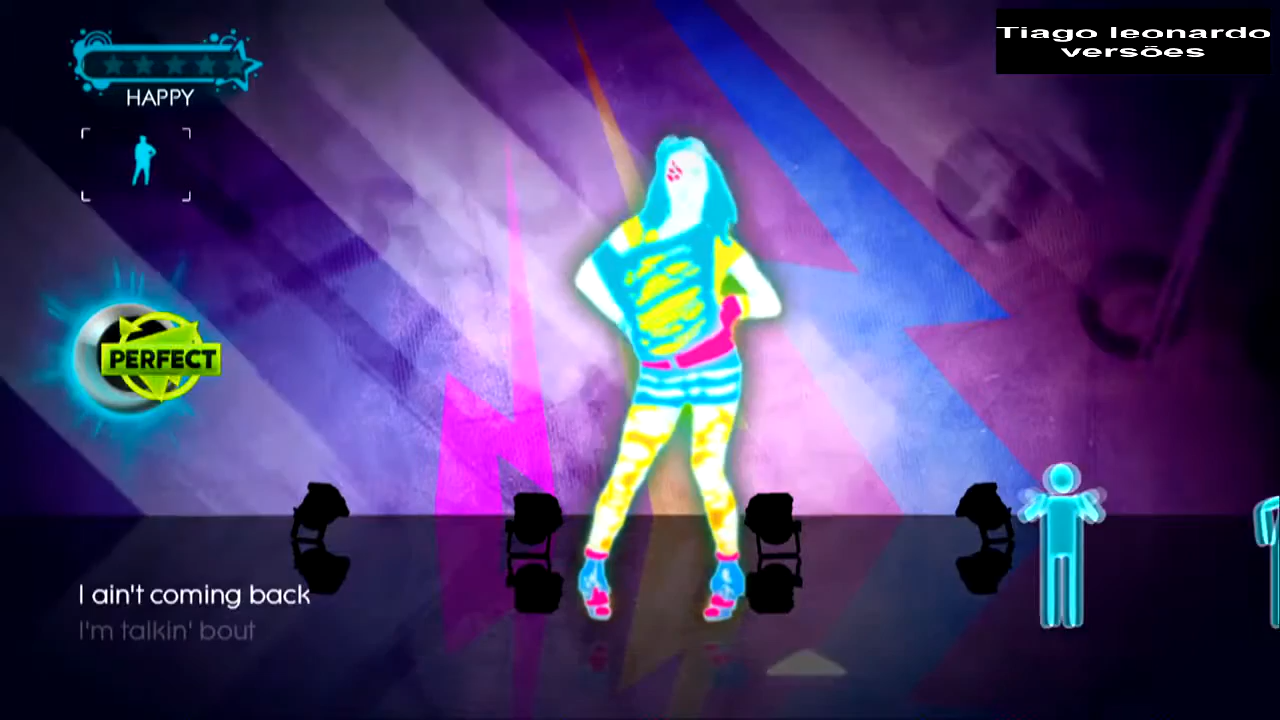 Tiago leonardo
versões
HAPPY
PERFECT
I ain't coming back
I'm talkin' bout